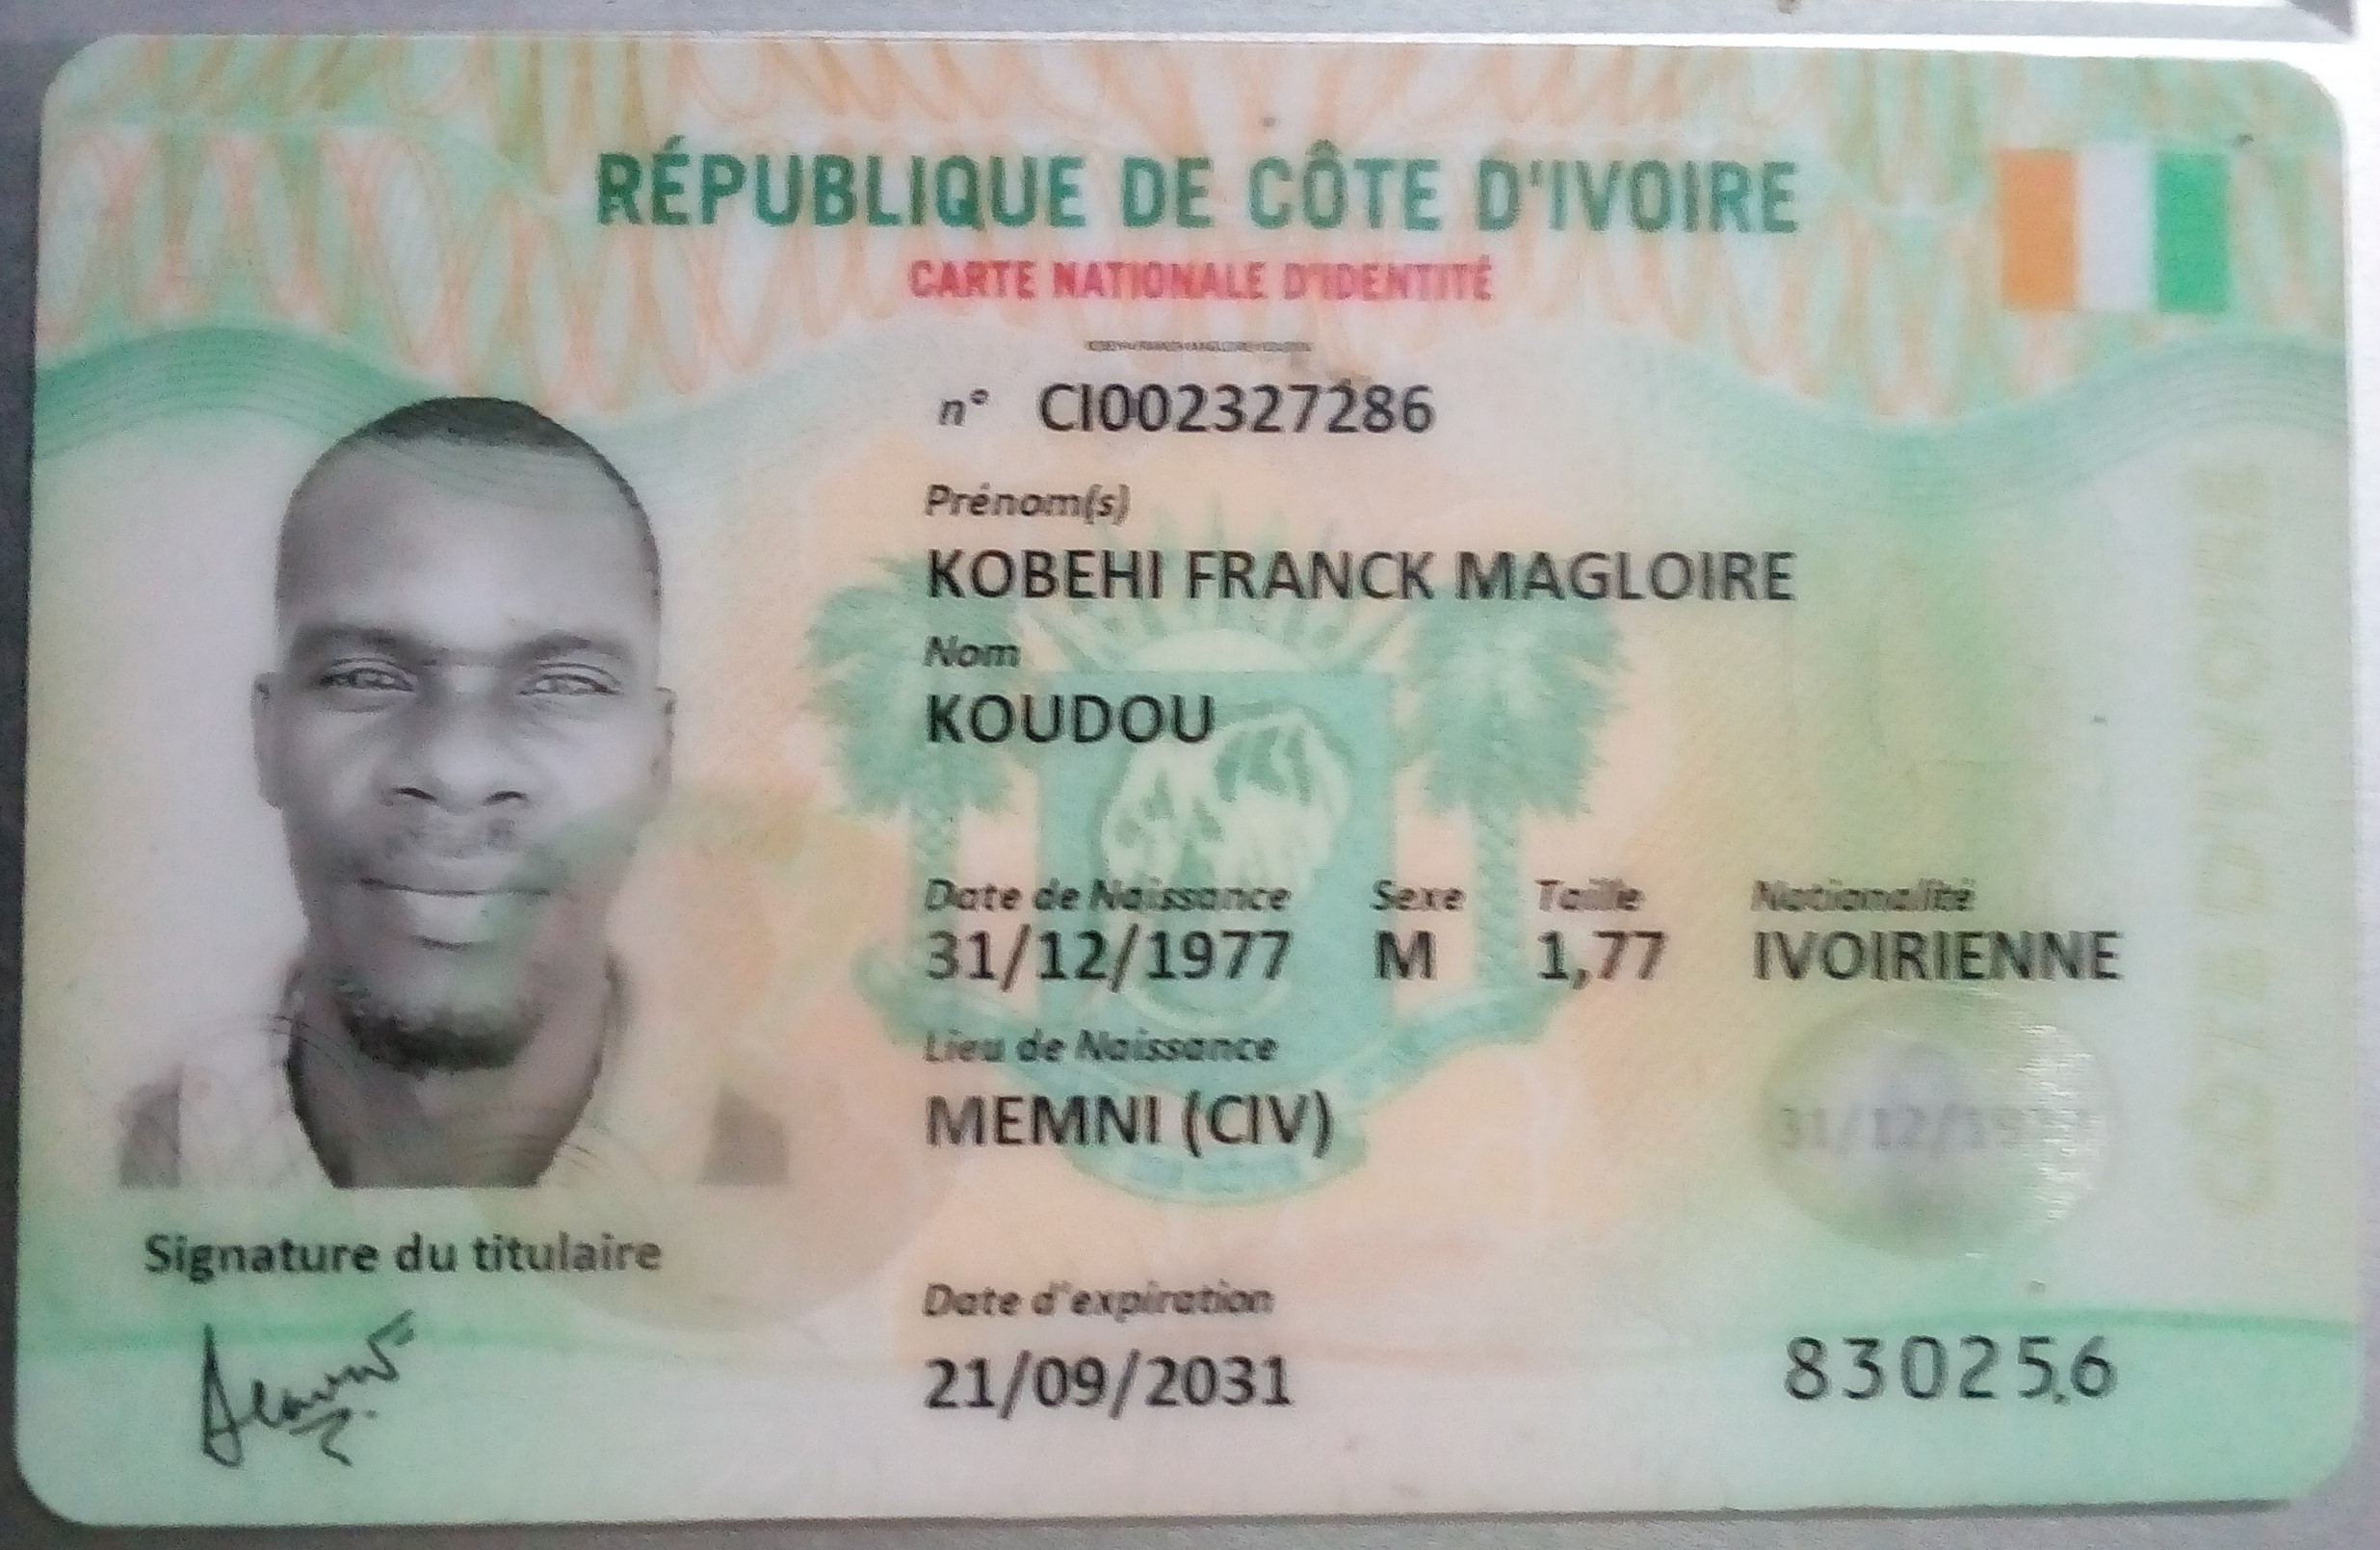 RÉPUBLIQUE DE CÔTE D'IVOIRE
CARTE NATIONALE D'IDENTITÉ
n° CI002327286
Prénom(s)
KOBEHI FRANCK MAGLOIRE
Nom
KOUDOU
Date de Naissance Sexe Taille Nationalité
31/12/1977 M 1,77 IVOIRIENNE
Lieu de Naissance
MEMNI (CIV)
31/12/19
Signature du titulaire
Date d'expiration
21/09/2031
830256